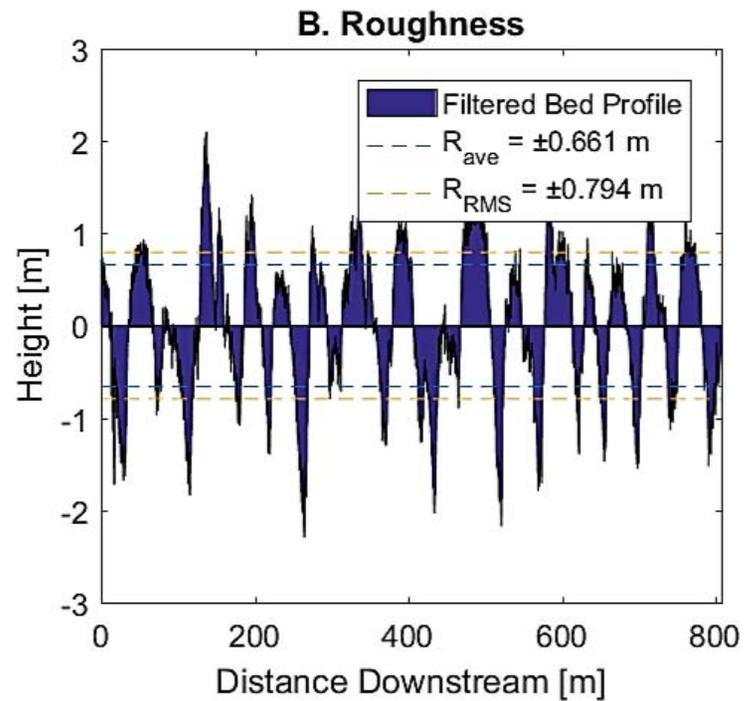 B. Roughness
3
2
1
0
-1
-2
-3
Height [m]
Filtered Bed Profile
R_ave = ±0.661 m
R_RMS = ±0.794 m
0 200 400 600 800
Distance Downstream [m]